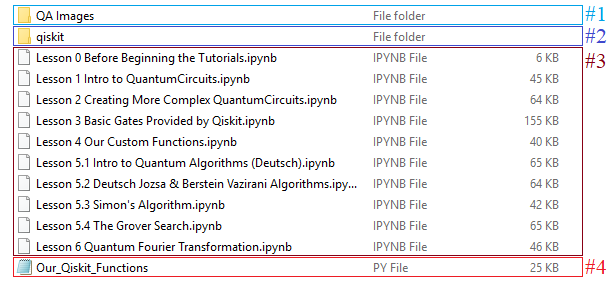 QA Images File folder #1
qiskit File folder #2
Lesson 0 Before Beginning the Tutorials.ipynb IPYNB File 6 KB #3
Lesson 1 Intro to QuantumCircuits.ipynb IPYNB File 45 KB
Lesson 2 Creating More Complex QuantumCircuits.ipynb IPYNB File 64 KB
Lesson 3 Basic Gates Provided by Qiskit.ipynb IPYNB File 155 KB
Lesson 4 Our Custom Functions.ipynb IPYNB File 40 KB
Lesson 5.1 Intro to Quantum Algorithms (Deutsch).ipynb IPYNB File 65 KB
Lesson 5.2 Deutsch Jozsa & Berstein Vazirani Algorithms.ipy... IPYNB File 64 KB
Lesson 5.3 Simon's Algorithm.ipynb IPYNB File 42 KB
Lesson 5.4 The Grover Search.ipynb IPYNB File 65 KB
Lesson 6 Quantum Fourier Transformation.ipynb IPYNB File 46 KB
Our_Qiskit_Functions PY File 25 KB #4